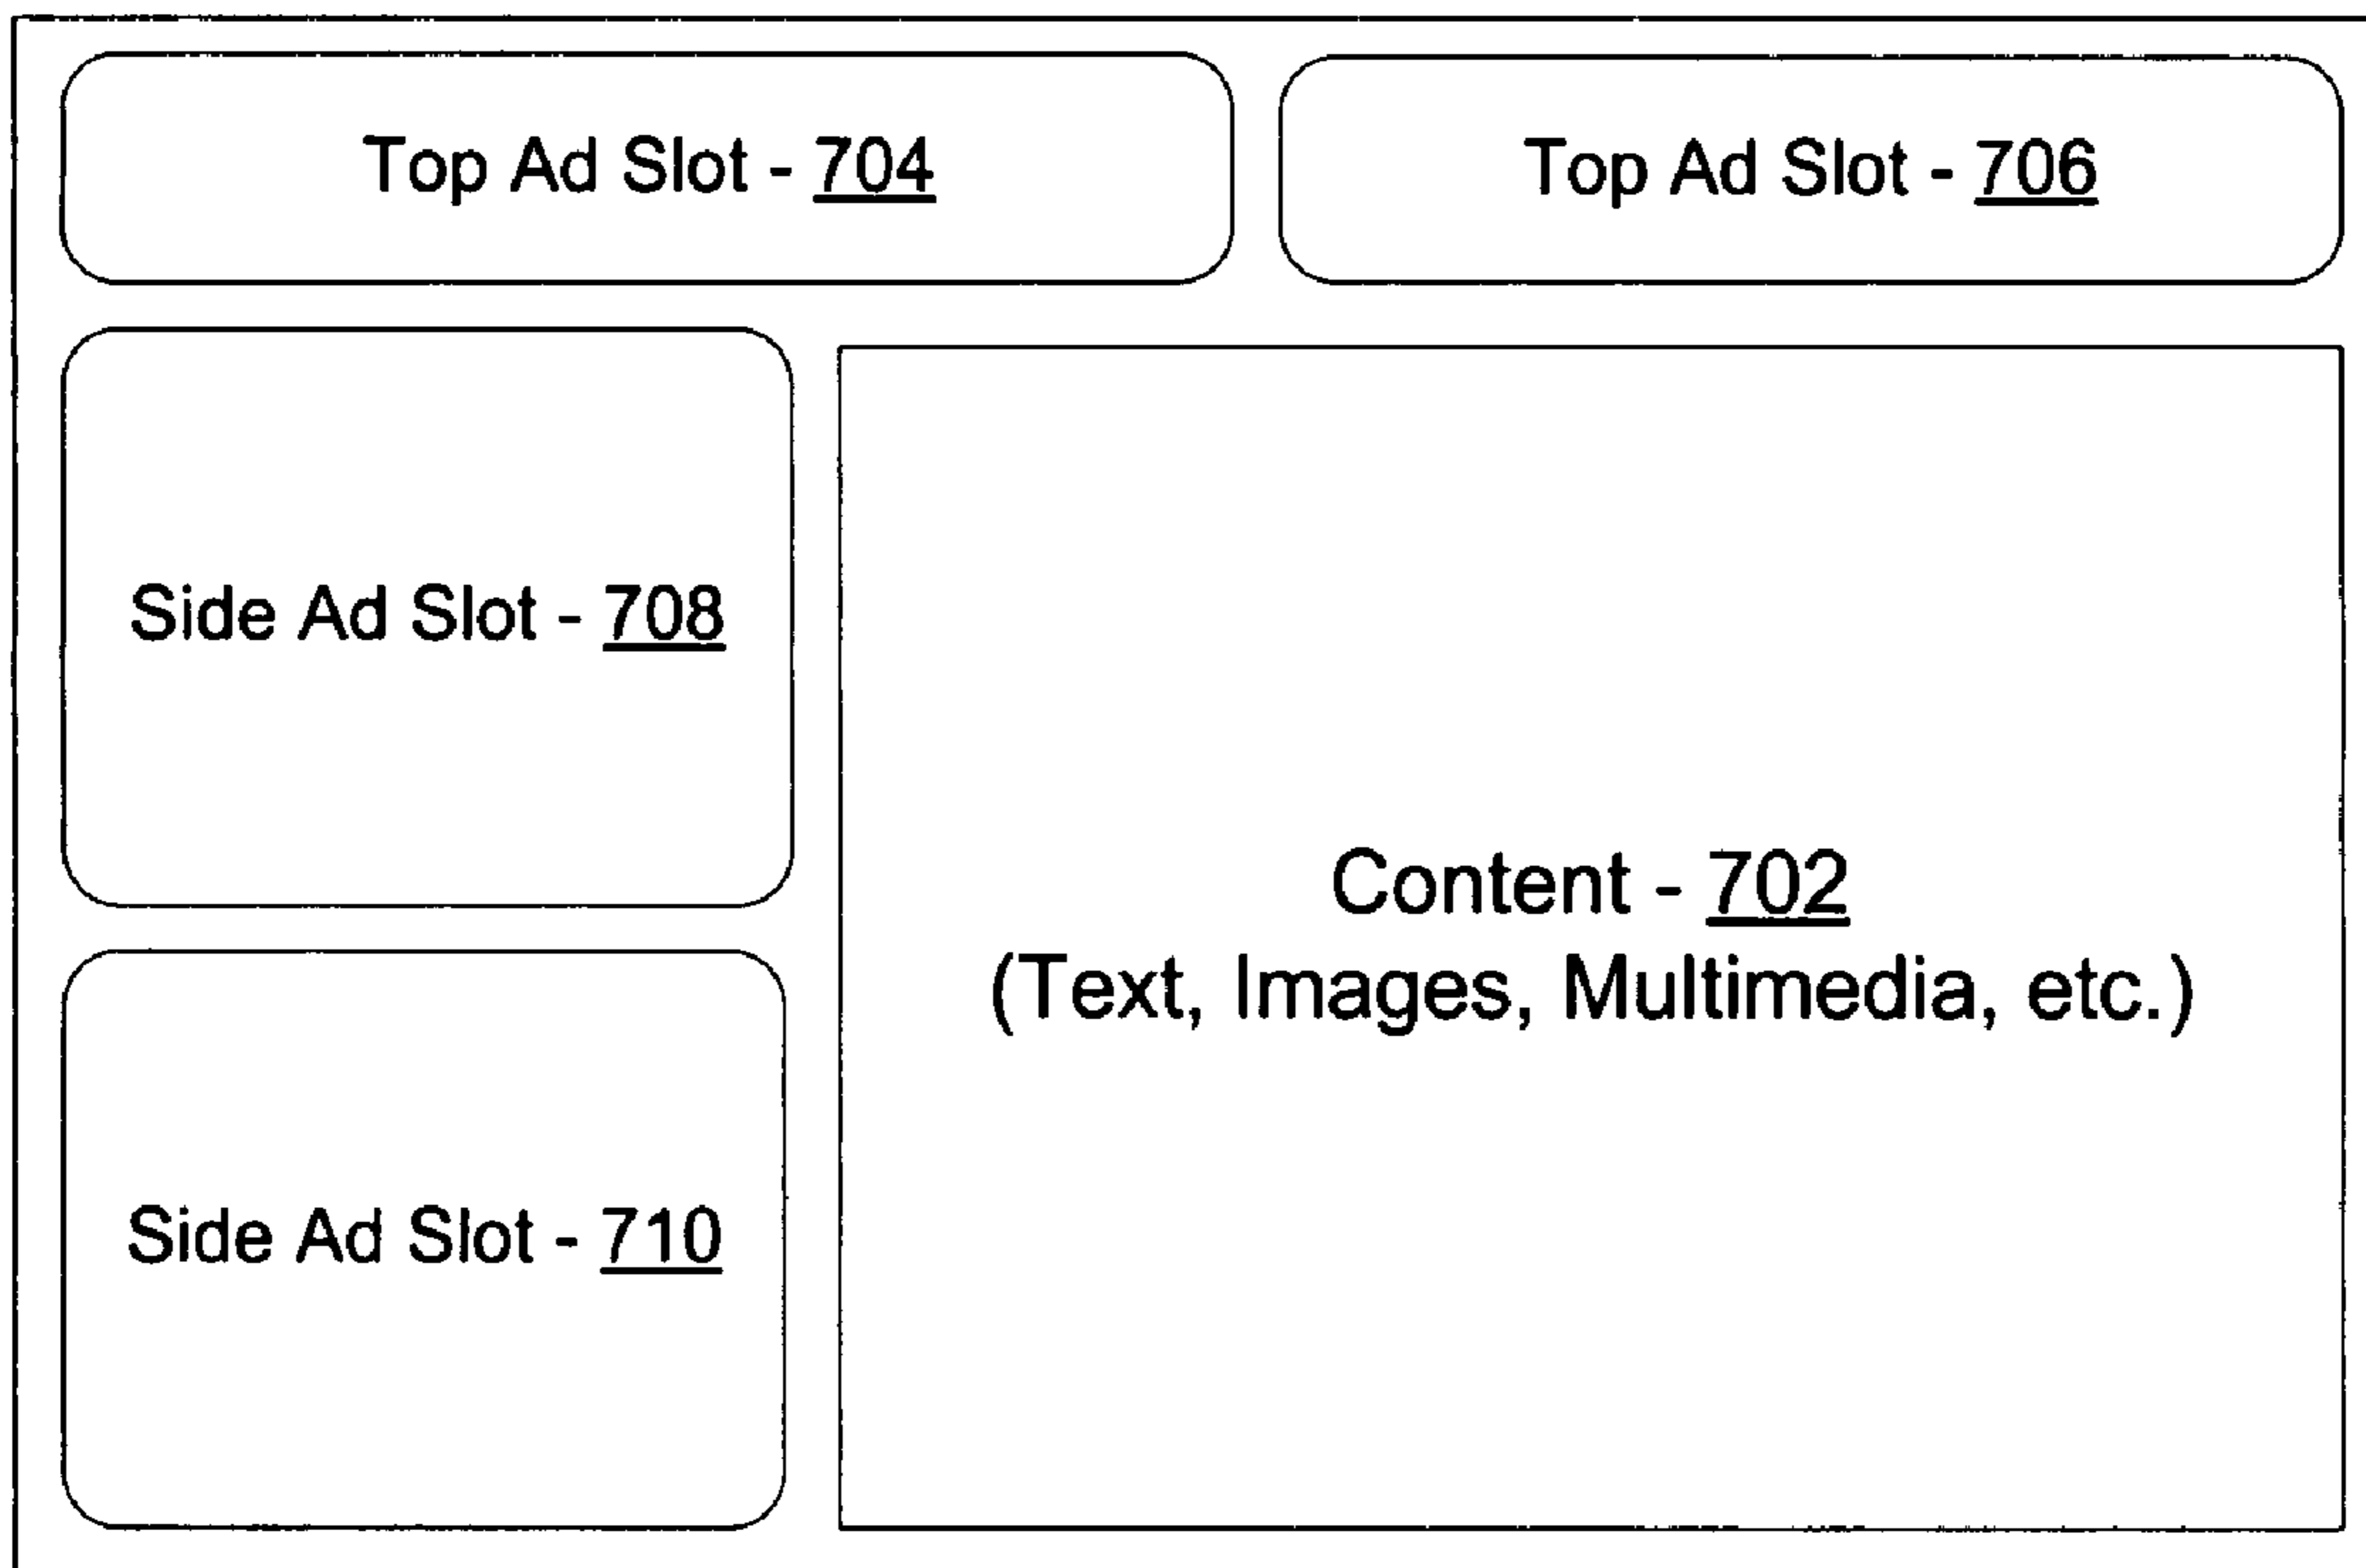 Top Ad Slot - 704
Top Ad Slot - 706
Side Ad Slot - 708
Content - 702
(Text, Images, Multimedia, etc.)
Side Ad Slot - 710